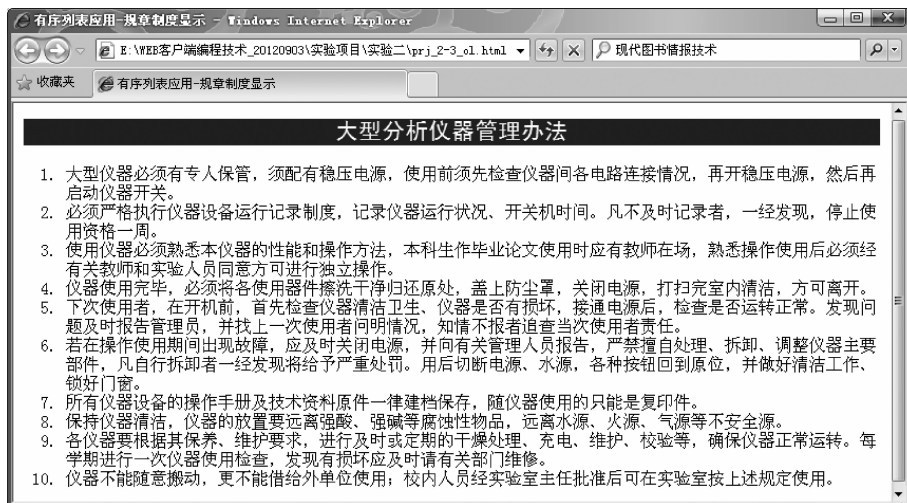 有序列表应用-规章制度显示 - Windows Internet Explorer
E:\WEB客户端编程技术_20120903\实验项目\实验二\prj_2-3_ol.html
现代图书情报技术
收藏夹
有序列表应用-规章制度显示
大型分析仪器管理办法
1. 大型仪器必须有专人保管，须配有稳压电源，使用前须先检查仪器间各电路连接情况，再开稳压电源，然后再
启动仪器开关。
2. 必须严格执行仪器设备运行记录制度，记录仪器运行状况、开关机时间。凡不及时记录者，一经发现，停止使
用资格一周。
3. 使用仪器必须熟悉本仪器的性能和操作方法，本科生作毕业论文使用时应有教师在场，熟悉操作使用后必须经
有关教师和实验人员同意方可进行独立操作。
4. 仪器使用完毕，必须将各使用器件擦洗干净归还原处，盖上防尘罩，关闭电源，打扫完室内清洁，方可离开。
5. 下次使用者，在开机前，首先检查仪器清洁卫生、仪器是否有损坏，接通电源后，检查是否运转正常。发现问
题及时报告管理员，并找上一次使用者问明情况，知情不报者追查当次使用者责任。
6. 若在操作使用期间出现故障，应及时关闭电源，并向有关管理人员报告，严禁擅自处理、拆卸、调整仪器主要
部件，凡自行拆卸者一经发现将给予严重处罚。用后切断电源、水源，各种按钮回到原位，并做好清洁工作、
锁好门窗。
7. 所有仪器设备的操作手册及技术资料原件一律建档保存，随仪器使用的只能是复印件。
8. 保持仪器清洁，仪器的放置要远离强酸、强碱等腐蚀性物品，远离水源、火源、气源等不安全源。
9. 各仪器要根据其保养、维护要求，进行及时或定期的干燥处理、充电、维护、校验等，确保仪器正常运转。每
学期进行一次仪器使用检查，发现有损坏应及时请有关部门维修。
10. 仪器不能随意搬动，更不能借给外单位使用；校内人员经实验室主任批准后可在实验室按上述规定使用。